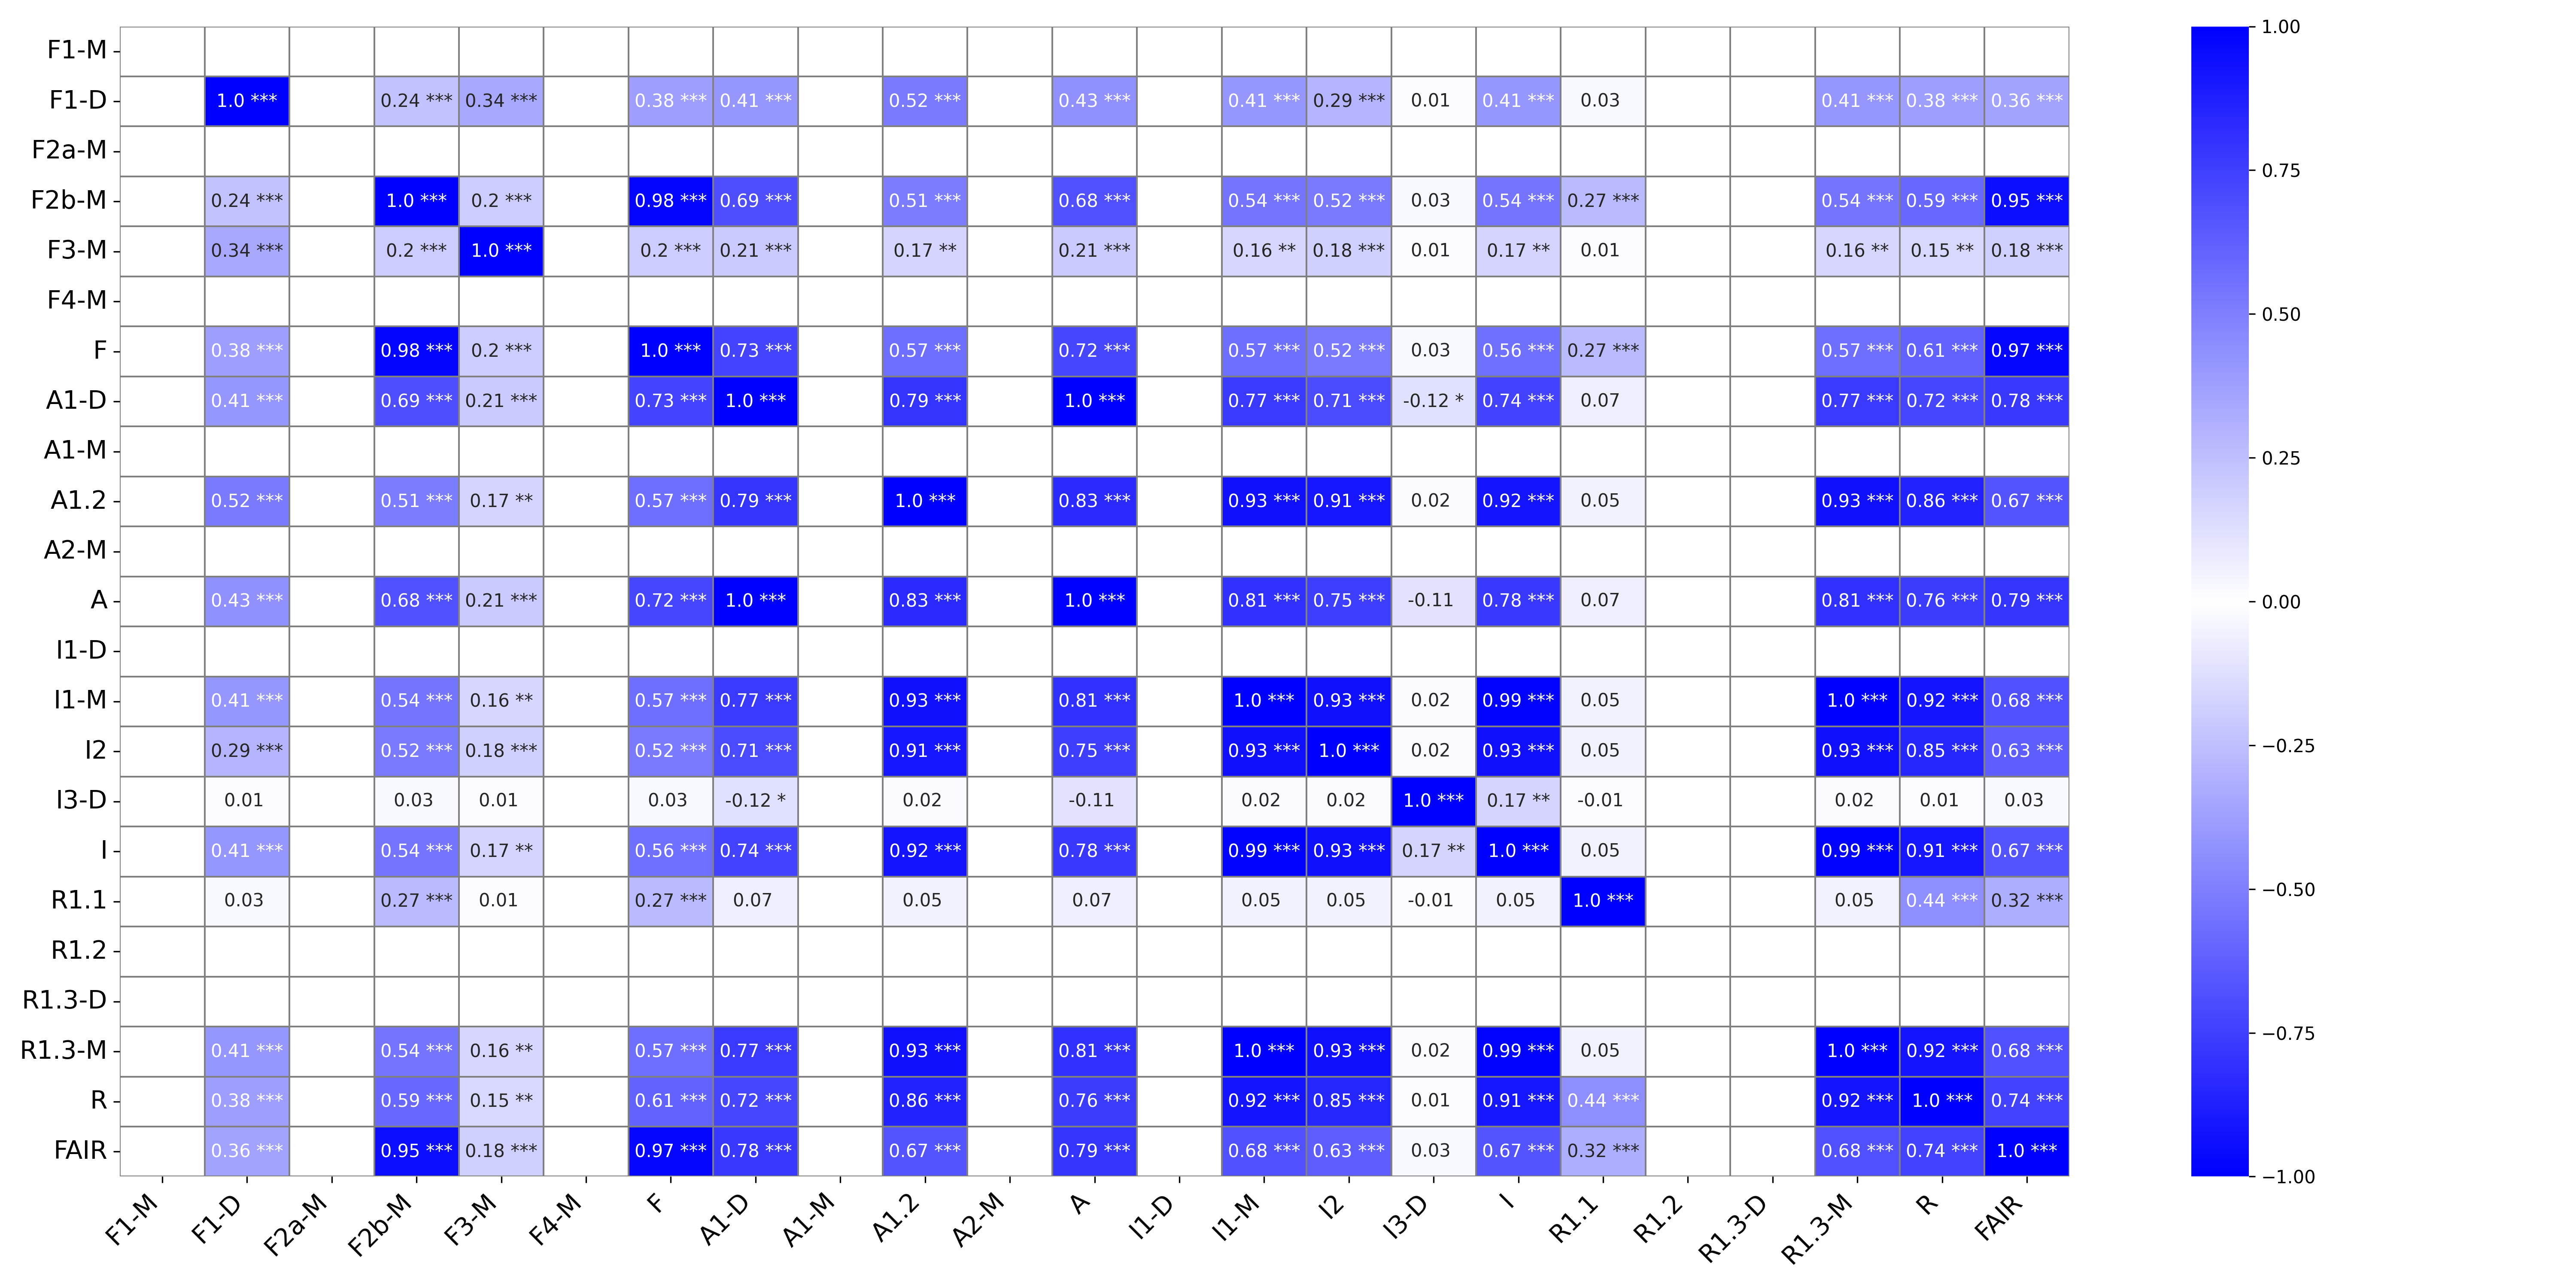 F1-M
F1-D 1.0 *** 0.24 *** 0.34 *** 0.38 *** 0.41 *** 0.52 *** 0.43 *** 0.41 *** 0.29 *** 0.01 0.41 *** 0.03 0.41 *** 0.38 *** 0.36 ***
F2a-M
F2b-M 0.24 *** 1.0 *** 0.2 *** 0.98 *** 0.69 *** 0.51 *** 0.68 *** 0.54 *** 0.52 *** 0.03 0.54 *** 0.27 *** 0.54 *** 0.59 *** 0.95 ***
F3-M 0.34 *** 0.2 *** 1.0 *** 0.2 *** 0.21 *** 0.17 ** 0.21 *** 0.16 ** 0.18 *** 0.01 0.17 ** 0.01 0.16 ** 0.15 ** 0.18 ***
F4-M
F 0.38 *** 0.98 *** 0.2 *** 1.0 *** 0.73 *** 0.57 *** 0.72 *** 0.57 *** 0.52 *** 0.03 0.56 *** 0.27 *** 0.57 *** 0.61 *** 0.97 ***
A1-D 0.41 *** 0.69 *** 0.21 *** 0.73 *** 1.0 *** 0.79 *** 1.0 *** 0.77 *** 0.71 *** -0.12 * 0.74 *** 0.07 0.77 *** 0.72 *** 0.78 ***
A1-M
A1.2 0.52 *** 0.51 *** 0.17 ** 0.57 *** 0.79 *** 1.0 *** 0.83 *** 0.93 *** 0.91 *** 0.02 0.92 *** 0.05 0.93 *** 0.86 *** 0.67 ***
A2-M
A 0.43 *** 0.68 *** 0.21 *** 0.72 *** 1.0 *** 0.83 *** 1.0 *** 0.81 *** 0.75 *** -0.11 0.78 *** 0.07 0.81 *** 0.76 *** 0.79 ***
I1-D
I1-M 0.41 *** 0.54 *** 0.16 ** 0.57 *** 0.77 *** 0.93 *** 0.81 *** 1.0 *** 0.93 *** 0.02 0.99 *** 0.05 1.0 *** 0.92 *** 0.68 ***
I2 0.29 *** 0.52 *** 0.18 *** 0.52 *** 0.71 *** 0.91 *** 0.75 *** 0.93 *** 1.0 *** 0.02 0.93 *** 0.05 0.93 *** 0.85 *** 0.63 ***
I3-D 0.01 0.03 0.01 0.03 -0.12 * 0.02 -0.11 0.02 0.02 1.0 *** 0.17 ** -0.01 0.02 0.01 0.03
I 0.41 *** 0.54 *** 0.17 ** 0.56 *** 0.74 *** 0.92 *** 0.78 *** 0.99 *** 0.93 *** 0.17 ** 1.0 *** 0.05 0.99 *** 0.91 *** 0.67 ***
R1.1 0.03 0.27 *** 0.01 0.27 *** 0.07 0.05 0.07 0.05 0.05 -0.01 0.05 1.0 *** 0.05 0.44 *** 0.32 ***
R1.2
R1.3-D
R1.3-M 0.41 *** 0.54 *** 0.16 ** 0.57 *** 0.77 *** 0.93 *** 0.81 *** 1.0 *** 0.93 *** 0.02 0.99 *** 0.05 1.0 *** 0.92 *** 0.68 ***
R 0.38 *** 0.59 *** 0.15 ** 0.61 *** 0.72 *** 0.86 *** 0.76 *** 0.92 *** 0.85 *** 0.01 0.91 *** 0.44 *** 0.92 *** 1.0 *** 0.74 ***
FAIR 0.36 *** 0.95 *** 0.18 *** 0.97 *** 0.78 *** 0.67 *** 0.79 *** 0.68 *** 0.63 *** 0.03 0.67 *** 0.32 *** 0.68 *** 0.74 *** 1.0 ***
F1-M F1-D F2a-M F2b-M F3-M F4-M F A1-D A1-M A1.2 A2-M A I1-D I1-M I2 I3-D I R1.1 R1.2 R1.3-D R1.3-M R FAIR
1.00
0.75
0.50
0.25
0.00
−0.25
−0.50
−0.75
−1.00